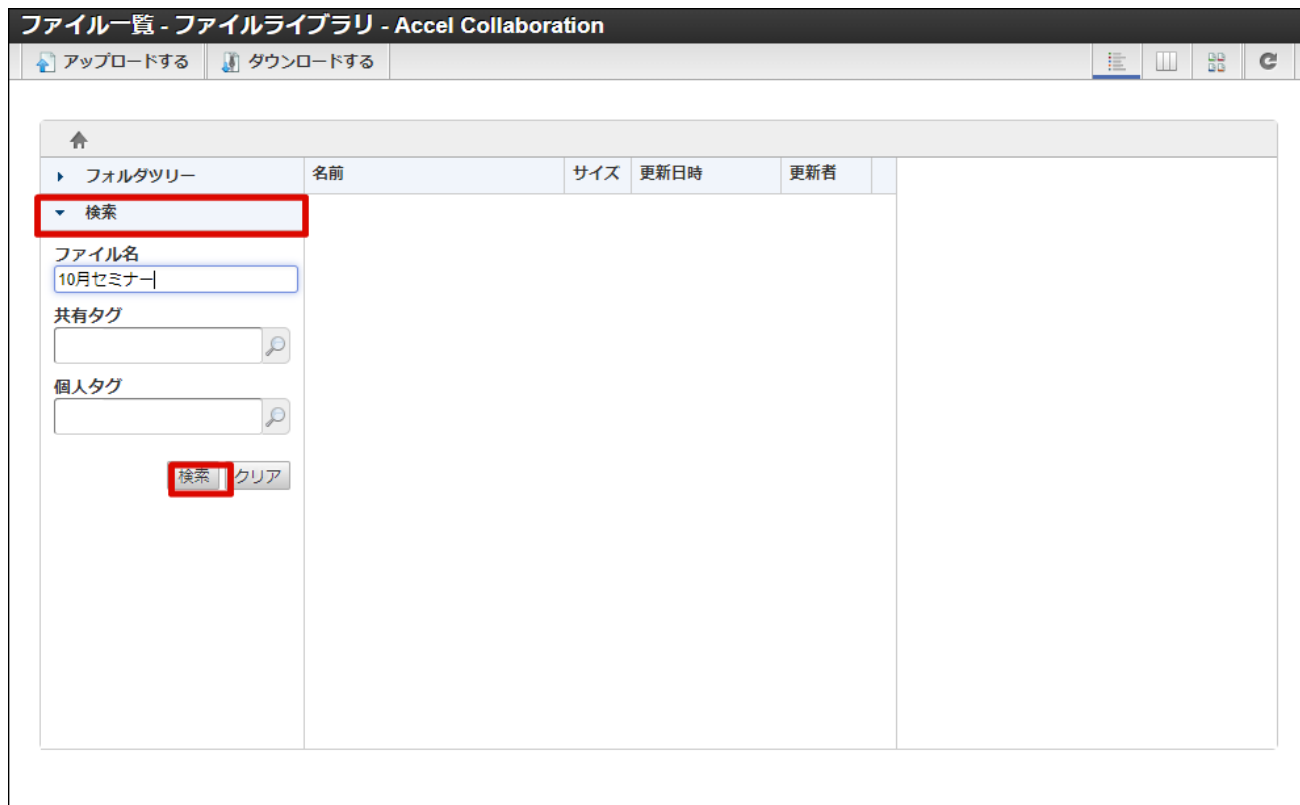 ファイル一覧 - ファイルライブラリ - Accel Collaboration
アップロードする ダウンロードする
フォルダツリー 名前 サイズ 更新日時 更新者
検索
ファイル名
10月セミナー
共有タグ
個人タグ
検索 クリア